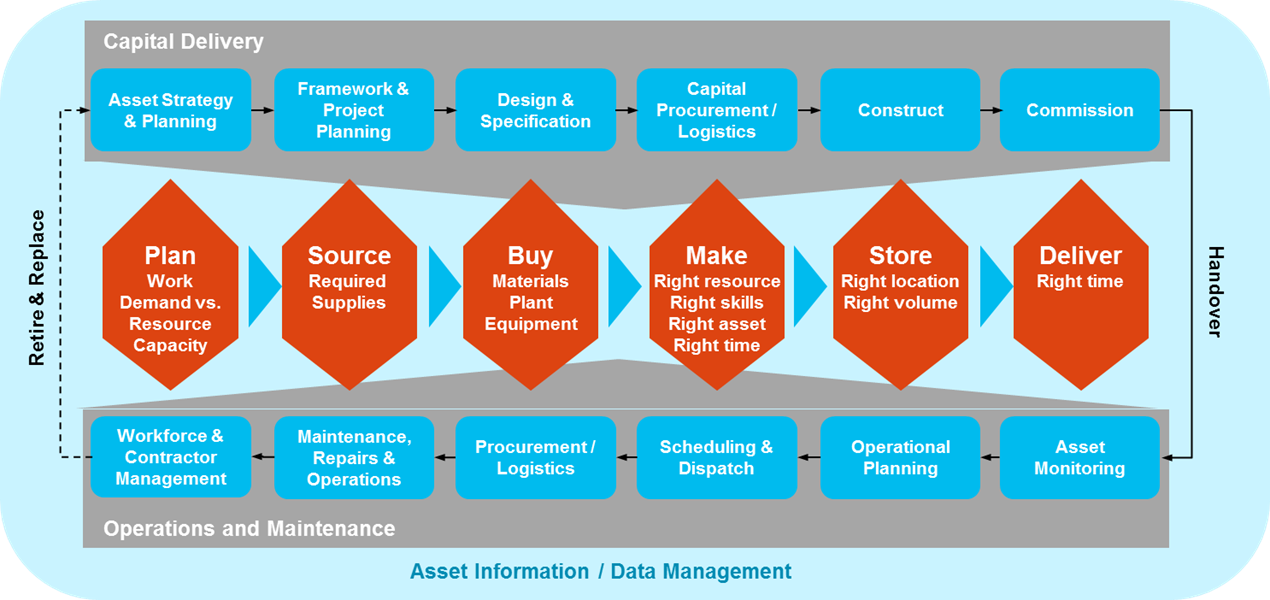 Capital Delivery
Asset Strategy
& Planning
Framework &
Project
Planning
Design &
Specification
Capital
Procurement /
Logistics
Construct
Commission
Retire & Replace
Plan
Work
Demand vs.
Resource
Capacity
Source
Required
Supplies
Buy
Materials
Plant
Equipment
Make
Right resource
Right skills
Right asset
Right time
Store
Right location
Right volume
Deliver
Right time
Handover
Workforce &
Contractor
Management
Maintenance,
Repairs &
Operations
Procurement /
Logistics
Scheduling &
Dispatch
Operational
Planning
Asset
Monitoring
Operations and Maintenance
Asset Information / Data Management